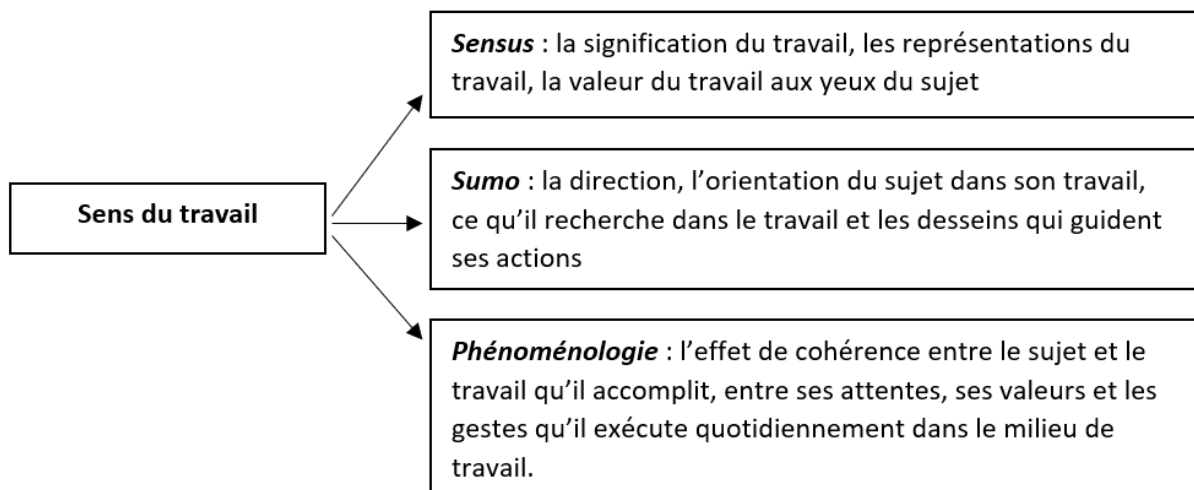 Sensus : la signification du travail, les représentations du
travail, la valeur du travail aux yeux du sujet
Sens du travail
Sumo : la direction, l’orientation du sujet dans son travail,
ce qu’il recherche dans le travail et les desseins qui guident
ses actions
Phénoménologie : l’effet de cohérence entre le sujet et le
travail qu’il accomplit, entre ses attentes, ses valeurs et les
gestes qu’il exécute quotidiennement dans le milieu de
travail.